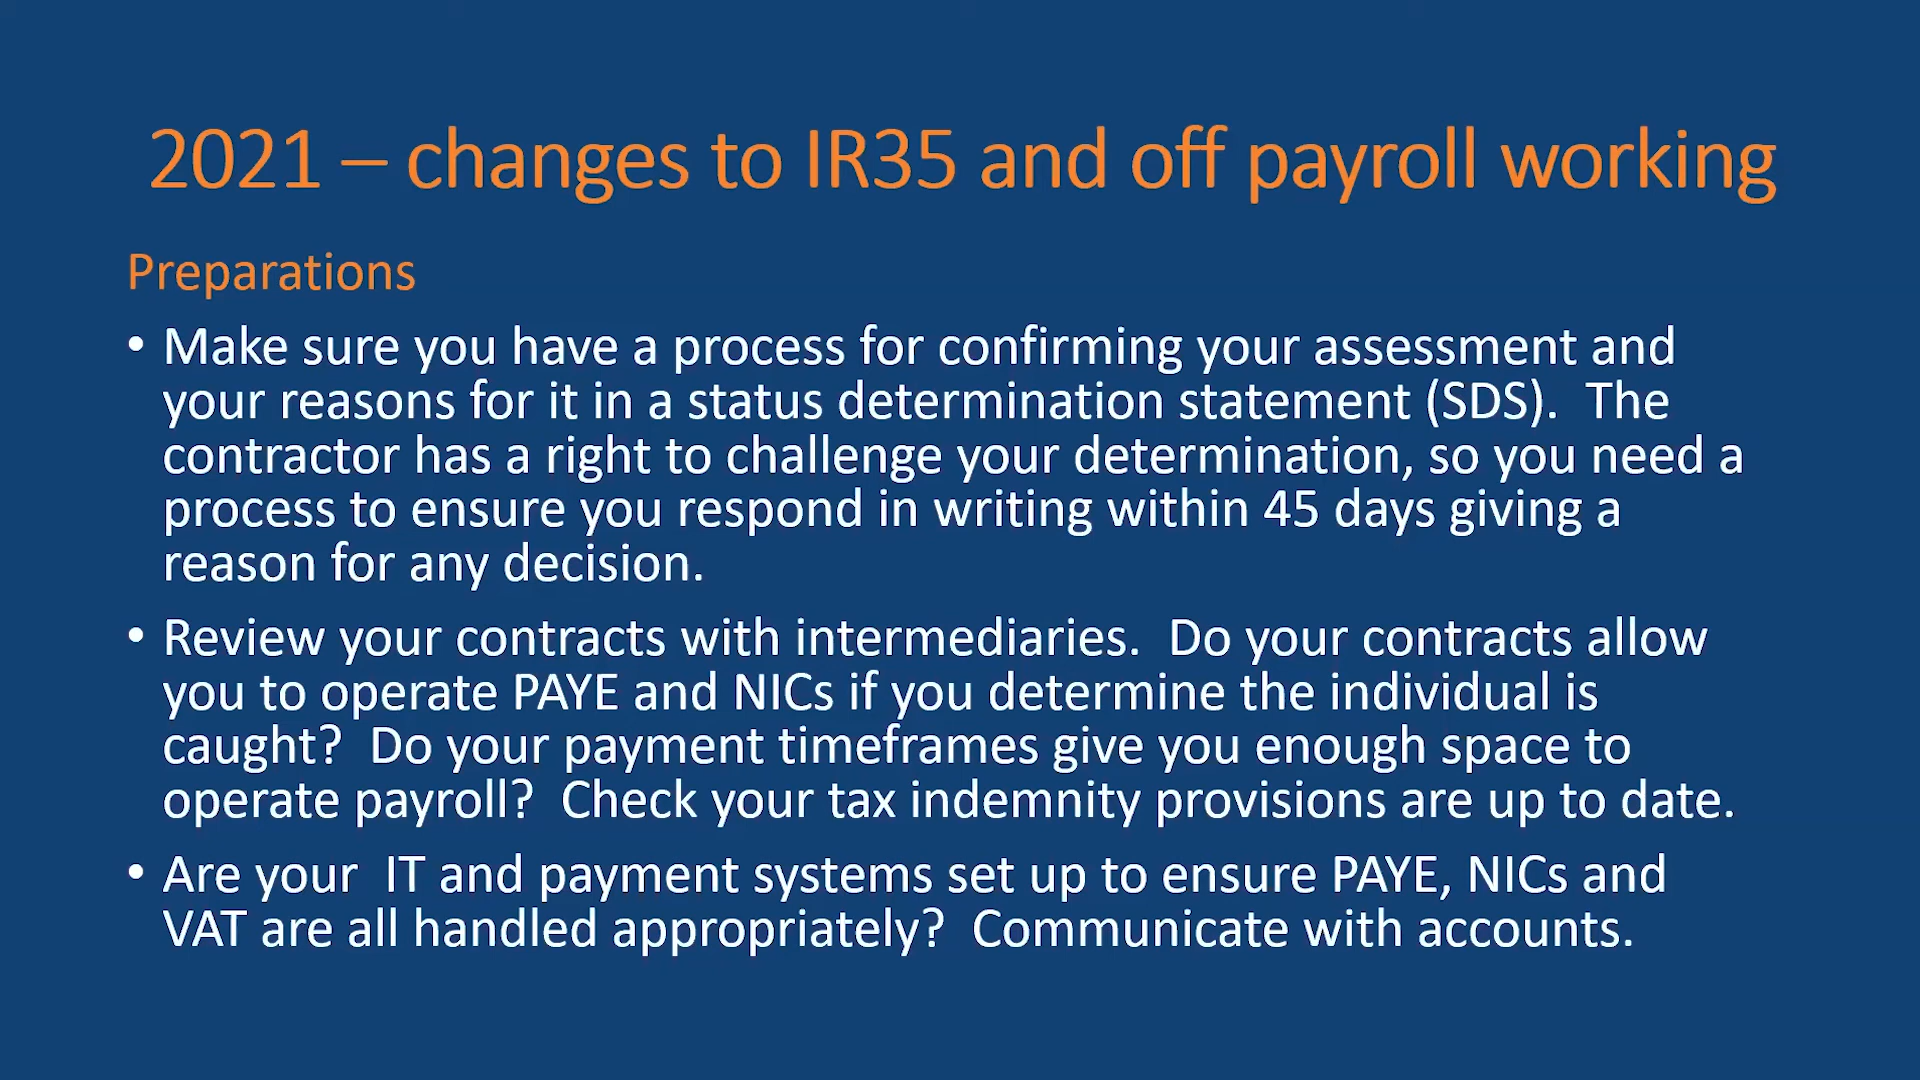 2021 – changes to IR35 and off payroll working
Preparations
• Make sure you have a process for confirming your assessment and
your reasons for it in a status determination statement (SDS).  The
contractor has a right to challenge your determination, so you need a
process to ensure you respond in writing within 45 days giving a
reason for any decision.
• Review your contracts with intermediaries.  Do your contracts allow
you to operate PAYE and NICs if you determine the individual is
caught?  Do your payment timeframes give you enough space to
operate payroll?  Check your tax indemnity provisions are up to date.
• Are your  IT and payment systems set up to ensure PAYE, NICs and
VAT are all handled appropriately?  Communicate with accounts.